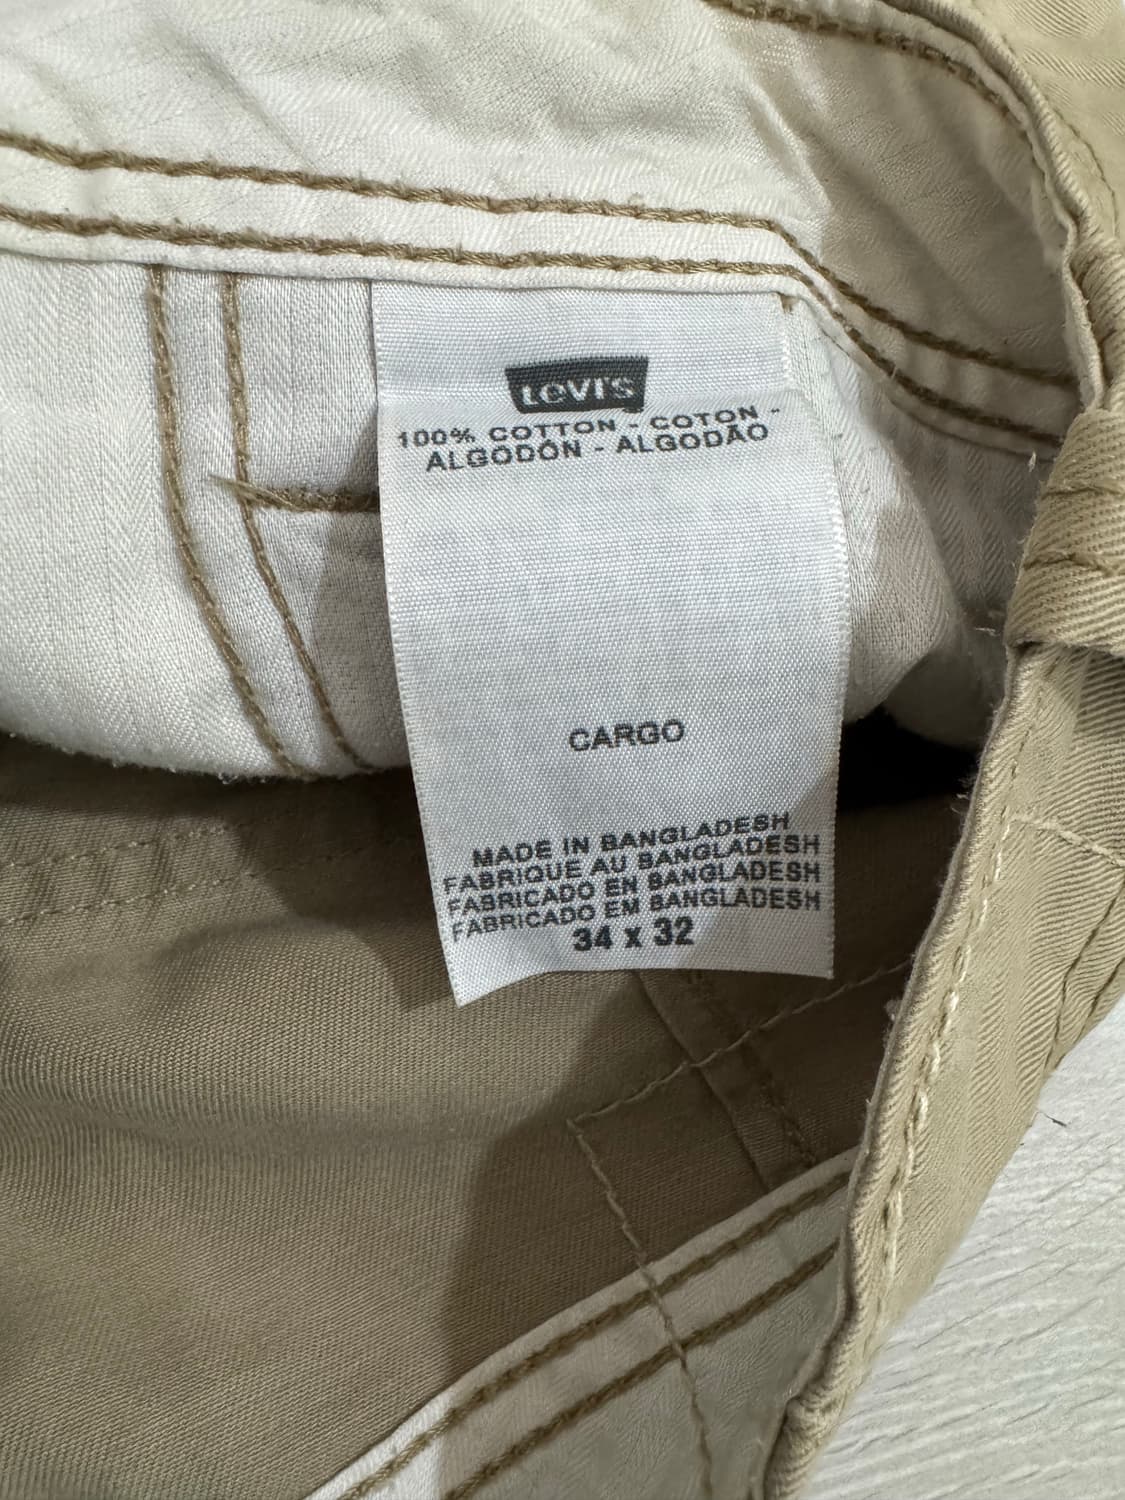 Levi's
100% COTTON - COTON -
ALGODÓN - ALGODÃO
CARGO
MADE IN BANGLADESH
FABRIQUE AU BANGLADESH
FABRICADO EN BANGLADESH
FABRICADO EM BANGLADESH
34 x 32